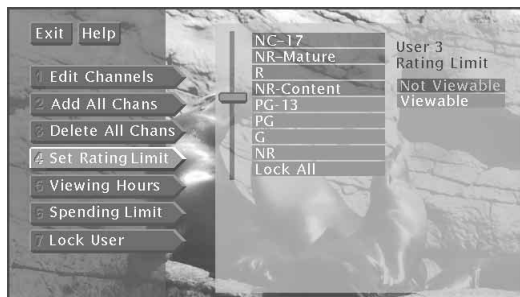 Exit Help
1 Edit Channels
2 Add All Chans
3 Delete All Chans
4 Set Rating Limit
5 Viewing Hours
6 Spending Limit
7 Lock User
NC-17
NR-Mature
R
NR-Content
PG-13
PG
G
NR
Lock All
User 3
Rating Limit
Not Viewable
Viewable